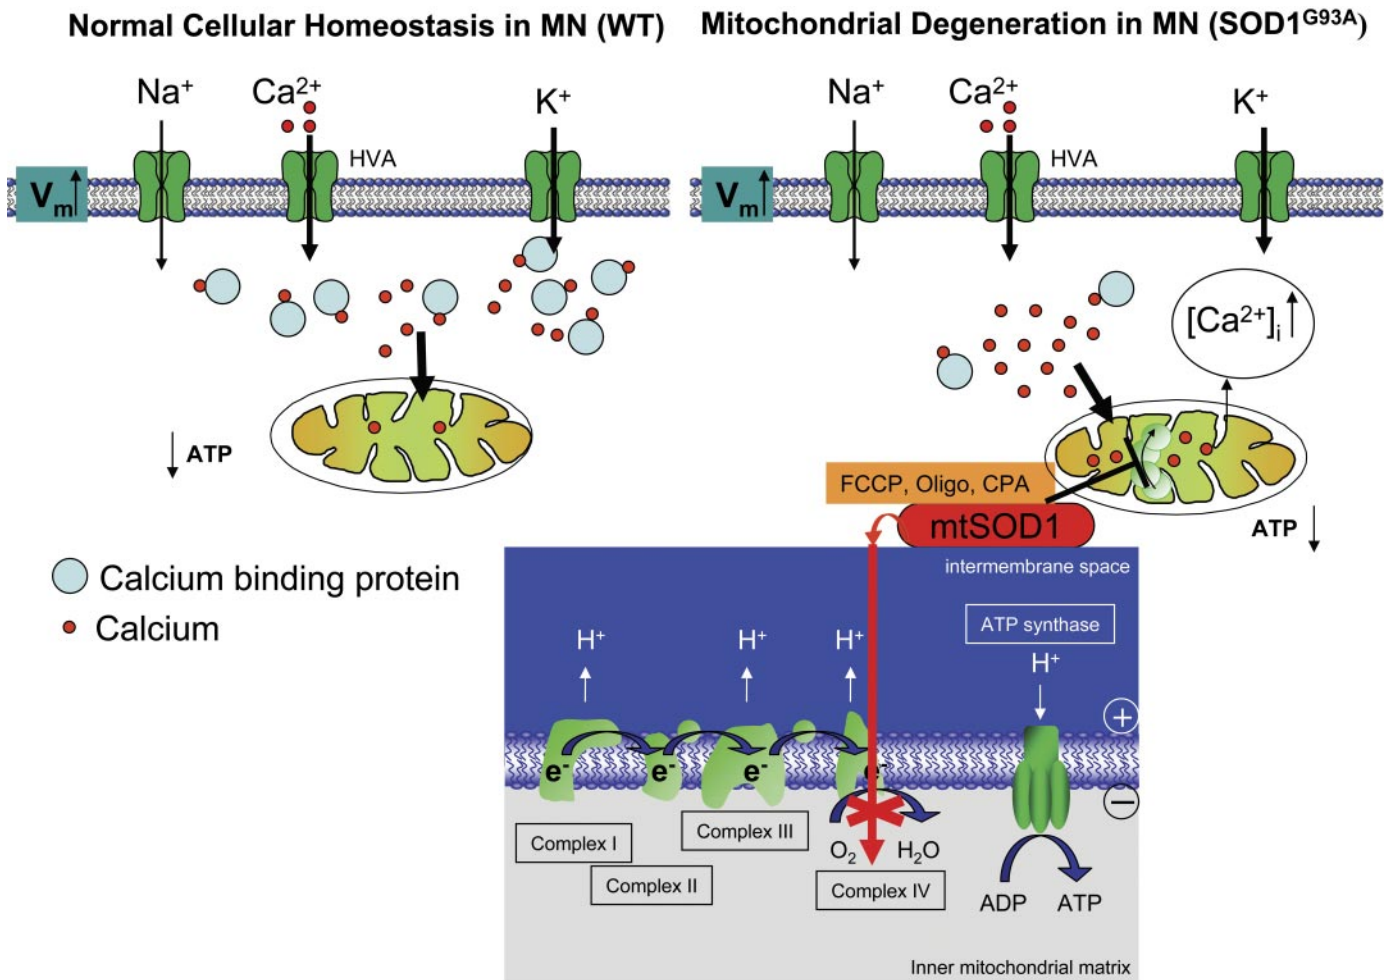 Normal Cellular Homeostasis in MN (WT)
Mitochondrial Degeneration in MN (SOD1^G93A)
Na⁺
Ca²⁺
K⁺
HVA
Vₘ
ATP
Calcium binding protein
Calcium
Na⁺
Ca²⁺
K⁺
HVA
Vₘ
[Ca²⁺]ᵢ
FCCP, Oligo, CPA
mtSOD1
ATP
intermembrane space
ATP synthase
H⁺
H⁺
H⁺
H⁺
+
e⁻
e⁻
e⁻
e⁻
−
Complex I
Complex II
Complex III
O₂
H₂O
Complex IV
ADP
ATP
Inner mitochondrial matrix